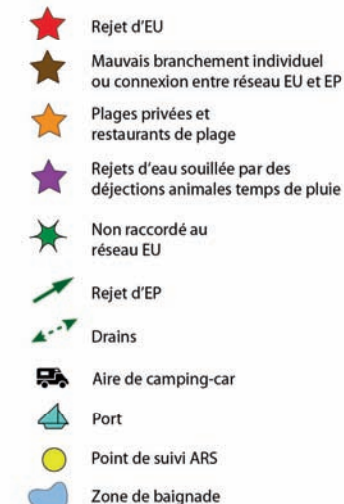 Rejet d'EU
Mauvais branchement individuel
ou connexion entre réseau EU et EP
Plages privées et
restaurants de plage
Rejets d'eau souillée par des
déjections animales temps de pluie
Non raccordé au
réseau EU
Rejet d'EP
Drains
Aire de camping-car
Port
Point de suivi ARS
Zone de baignade